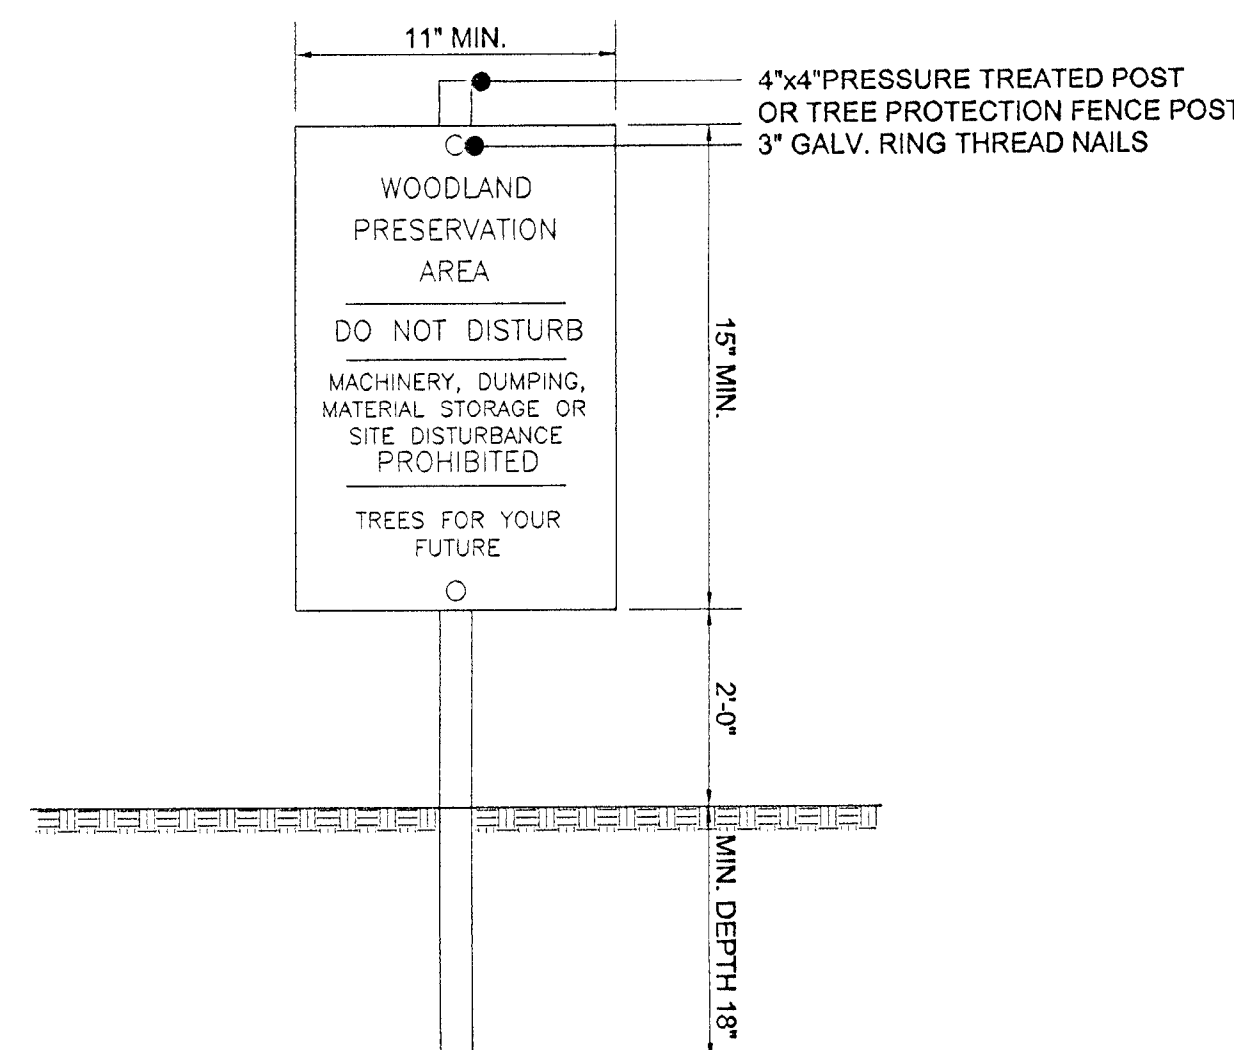 11" MIN.
4"x4"PRESSURE TREATED POST
OR TREE PROTECTION FENCE POST
3" GALV. RING THREAD NAILS
WOODLAND
PRESERVATION
AREA
DO NOT DISTURB
MACHINERY, DUMPING,
MATERIAL STORAGE OR
SITE DISTURBANCE
PROHIBITED
TREES FOR YOUR
FUTURE
15" MIN.
2'-0"
MIN. DEPTH 18"